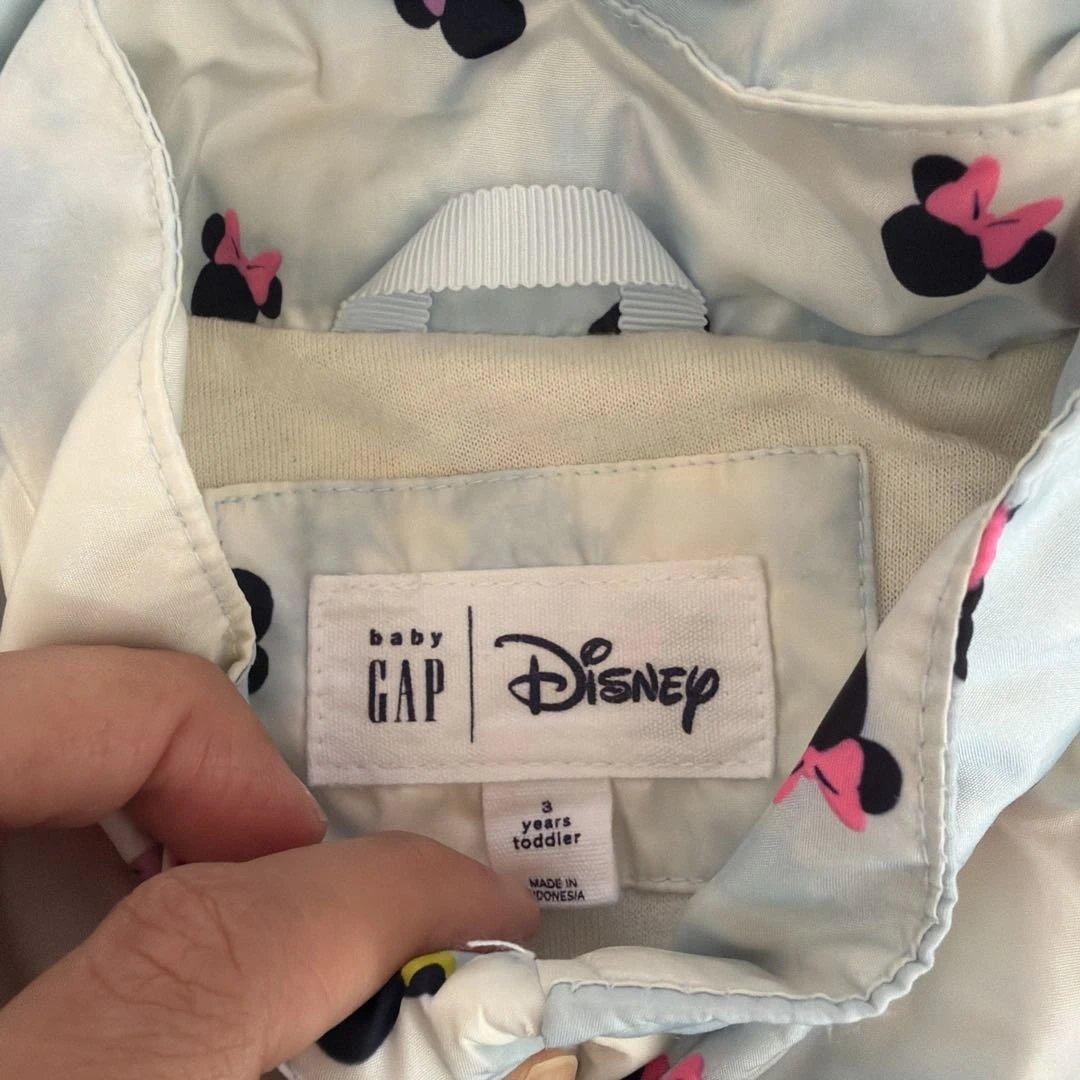 baby
GAP
Disney
3
years
toddler
MADE IN